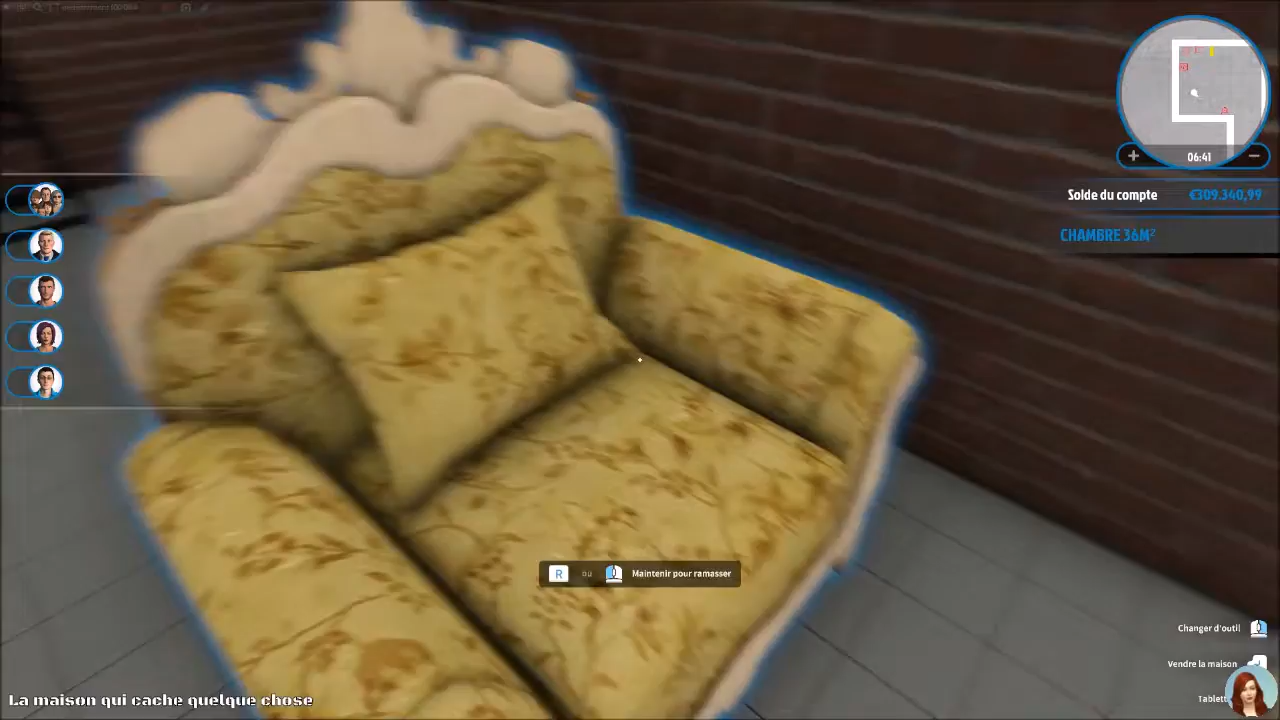 06:41
Solde du compte €309.340,99
CHAMBRE 36M²
R ou Maintenir pour ramasser
Changer d'outil
Vendre la maison
La maison qui cache quelque chose